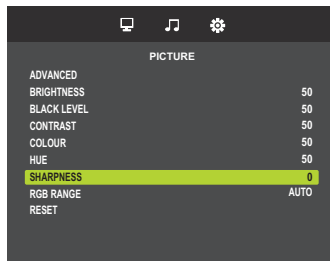 PICTURE
ADVANCED
BRIGHTNESS 50
BLACK LEVEL 50
CONTRAST 50
COLOUR 50
HUE 50
SHARPNESS 0
RGB RANGE AUTO
RESET